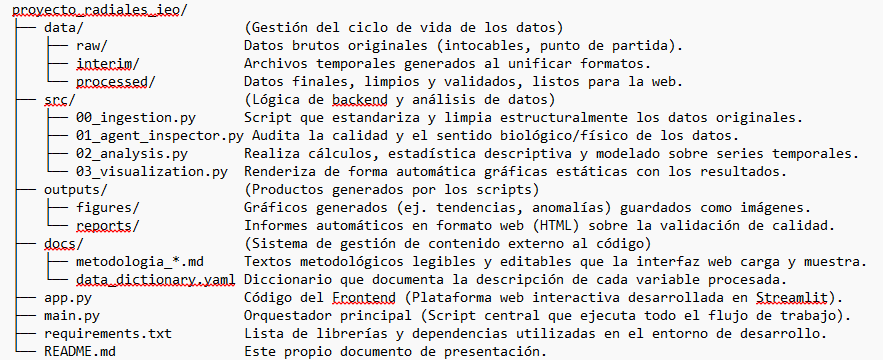 proyecto_radiales_ieo/
├── data/ (Gestión del ciclo de vida de los datos)
│ ├── raw/ Datos brutos originales (intocables, punto de partida).
│ ├── interim/ Archivos temporales generados al unificar formatos.
│ └── processed/ Datos finales, limpios y validados, listos para la web.
├── src/ (Lógica de backend y análisis de datos)
│ ├── 00_ingestion.py Script que estandariza y limpia estructuralmente los datos originales.
│ ├── 01_agent_inspector.py Audita la calidad y el sentido biológico/físico de los datos.
│ ├── 02_analysis.py Realiza cálculos, estadística descriptiva y modelado sobre series temporales.
│ └── 03_visualization.py Renderiza de forma automática gráficas estáticas con los resultados.
├── outputs/ (Productos generados por los scripts)
│ ├── figures/ Gráficos generados (ej. tendencias, anomalías) guardados como imágenes.
│ └── reports/ Informes automáticos en formato web (HTML) sobre la validación de calidad.
├── docs/ (Sistema de gestión de contenido externo al código)
│ ├── metodologia_*.md Textos metodológicos legibles y editables que la interfaz web carga y muestra.
│ └── data_dictionary.yaml Diccionario que documenta la descripción de cada variable procesada.
├── app.py Código del Frontend (Plataforma web interactiva desarrollada en Streamlit).
├── main.py Orquestador principal (Script central que ejecuta todo el flujo de trabajo).
├── requirements.txt Lista de librerías y dependencias utilizadas en el entorno de desarrollo.
└── README.md Este propio documento de presentación.